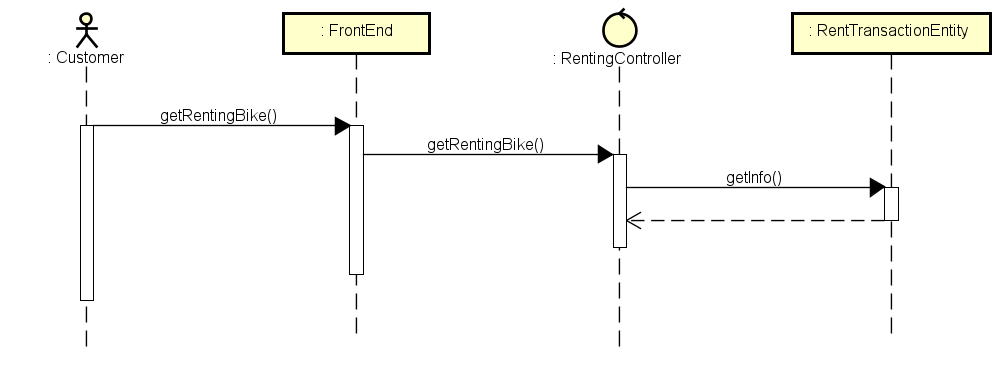 : Customer
: FrontEnd
: RentingController
: RentTransactionEntity
getRentingBike()
getRentingBike()
getInfo()